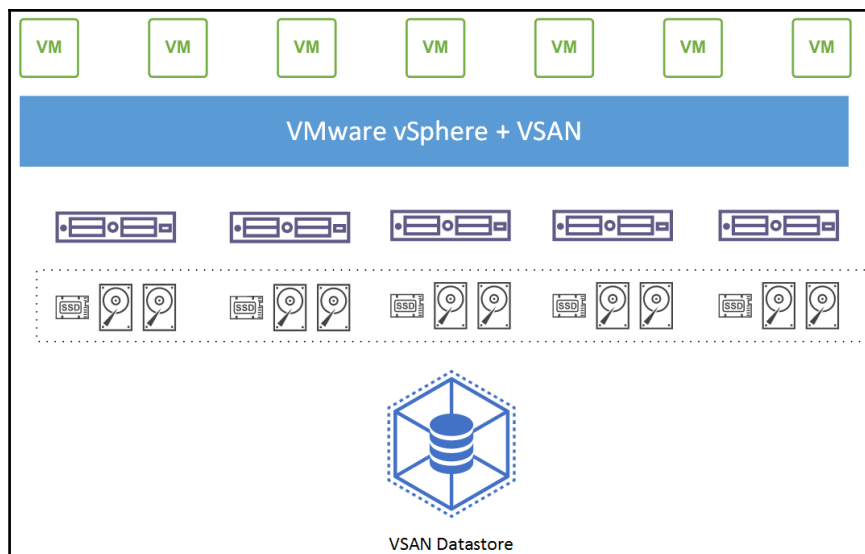 VM VM VM VM VM VM VM
VMware vSphere + VSAN
SSD SSD SSD SSD SSD
VSAN Datastore